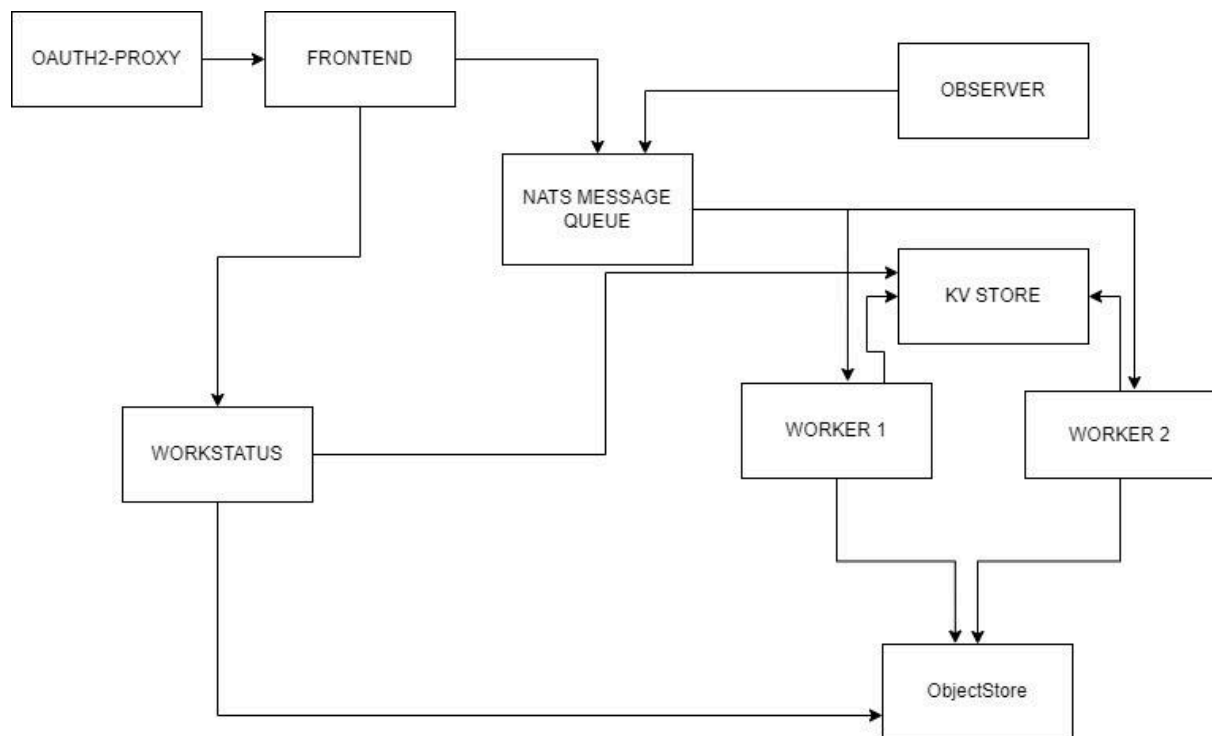 OAUTH2-PROXY
FRONTEND
OBSERVER
NATS MESSAGE
QUEUE
KV STORE
WORKSTATUS
WORKER 1
WORKER 2
ObjectStore